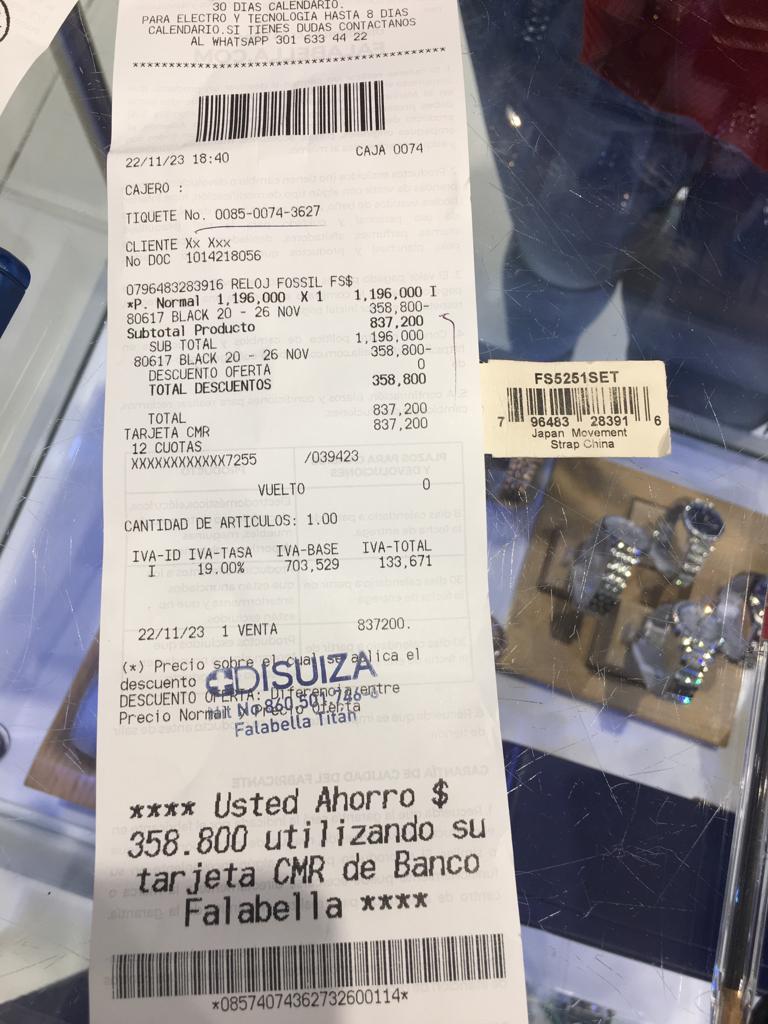 30 DIAS CALENDARIO.
PARA ELECTRO Y TECNOLOGIA HASTA 8 DIAS
CALENDARIO.SI TIENES DUDAS CONTACTANOS
AL WHATSAPP 301 633 44 22
****************************************
22/11/23 18:40 CAJA 0074
CAJERO :
TIQUETE No. 0085-0074-3627
CLIENTE Xx Xxx
No DOC 1014218056
0796483283916 RELOJ FOSSIL FS$
*P. Normal 1,196,000 X 1 1,196,000 I
80617 BLACK 20 - 26 NOV 358,800-
Subtotal Producto 837,200
SUB TOTAL 1,196,000
80617 BLACK 20 - 26 NOV 358,800-
DESCUENTO OFERTA 0
TOTAL DESCUENTOS 358,800
TOTAL 837,200
TARJETA CMR 837,200
12 CUOTAS
XXXXXXXXXXXX7255 /039423
VUELTO 0
CANTIDAD DE ARTICULOS: 1.00
IVA-ID IVA-TASA IVA-BASE IVA-TOTAL
I 19.00% 703,529 133,671
22/11/23 1 VENTA 837200.
(*) Precio sobre el cual se aplica el
descuento
DESCUENTO OFERTA: Diferencia entre
Precio Normal y Precio Oferta
DISUIZA
Nit No 860.501.746
Falabella Titan
**** Usted Ahorro $
358.800 utilizando su
tarjeta CMR de Banco
Falabella ****
*08574074362732600114*
FS5251SET
7 96483 28391 6
Japan Movement
Strap China